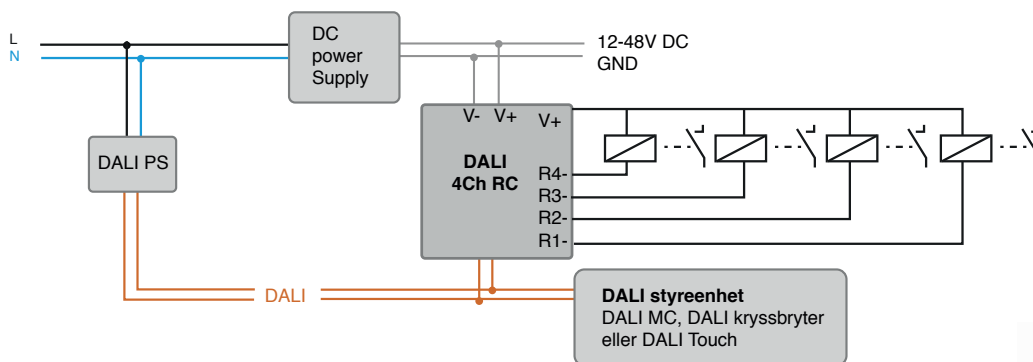 L
N
DC
power
Supply
12-48V DC
GND
V- V+ V+
DALI
4Ch RC
R4-
R3-
R2-
R1-
DALI PS
DALI
DALI styreenhet
DALI MC, DALI kryssbryter
eller DALI Touch